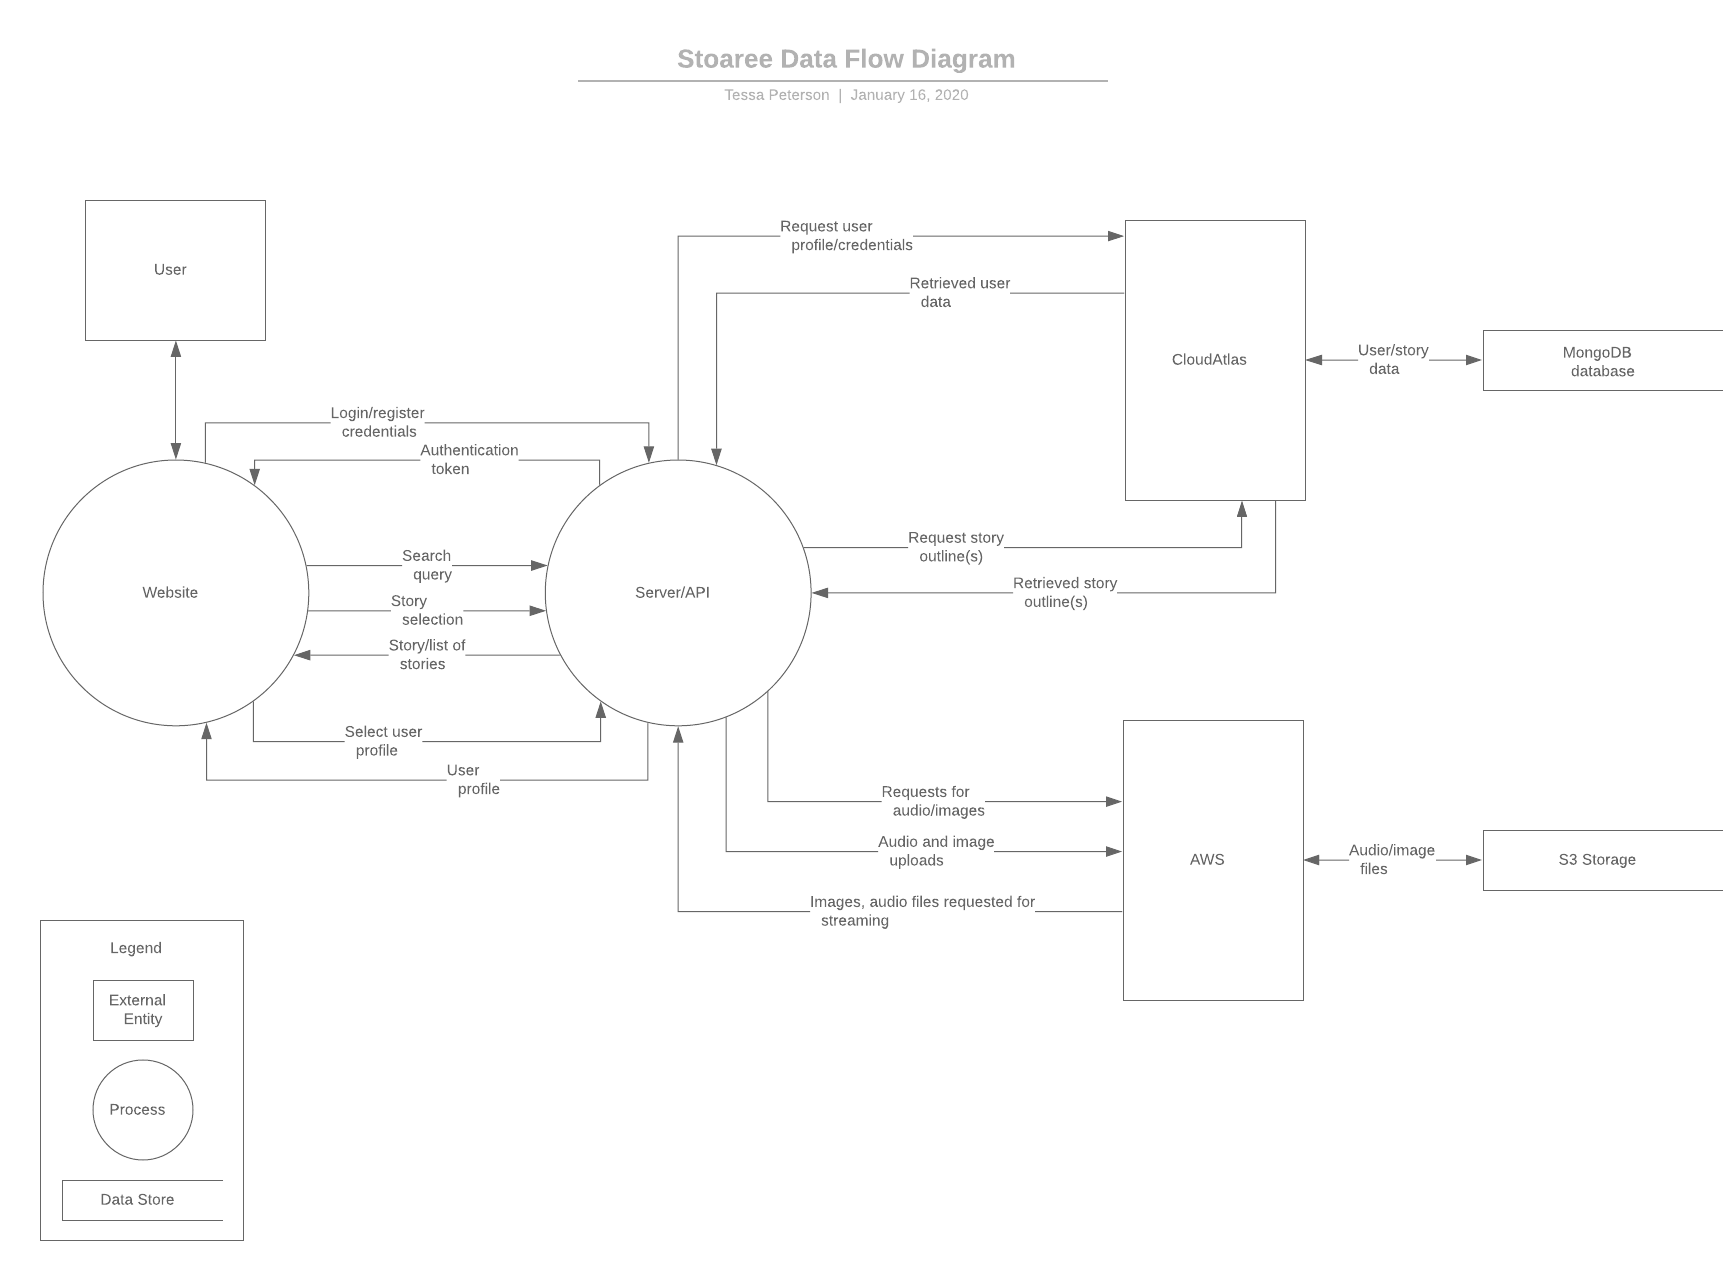 Stoaree Data Flow Diagram
Tessa Peterson | January 16, 2020
User
Request user
profile/credentials
Retrieved user
data
CloudAtlas
User/story
data
MongoDB
database
Login/register
credentials
Authentication
token
Search
query
Story
selection
Story/list of
stories
Website
Server/API
Request story
outline(s)
Retrieved story
outline(s)
Select user
profile
User
profile
Requests for
audio/images
Audio and image
uploads
Images, audio files requested for
streaming
AWS
Audio/image
files
S3 Storage
Legend
External
Entity
Process
Data Store